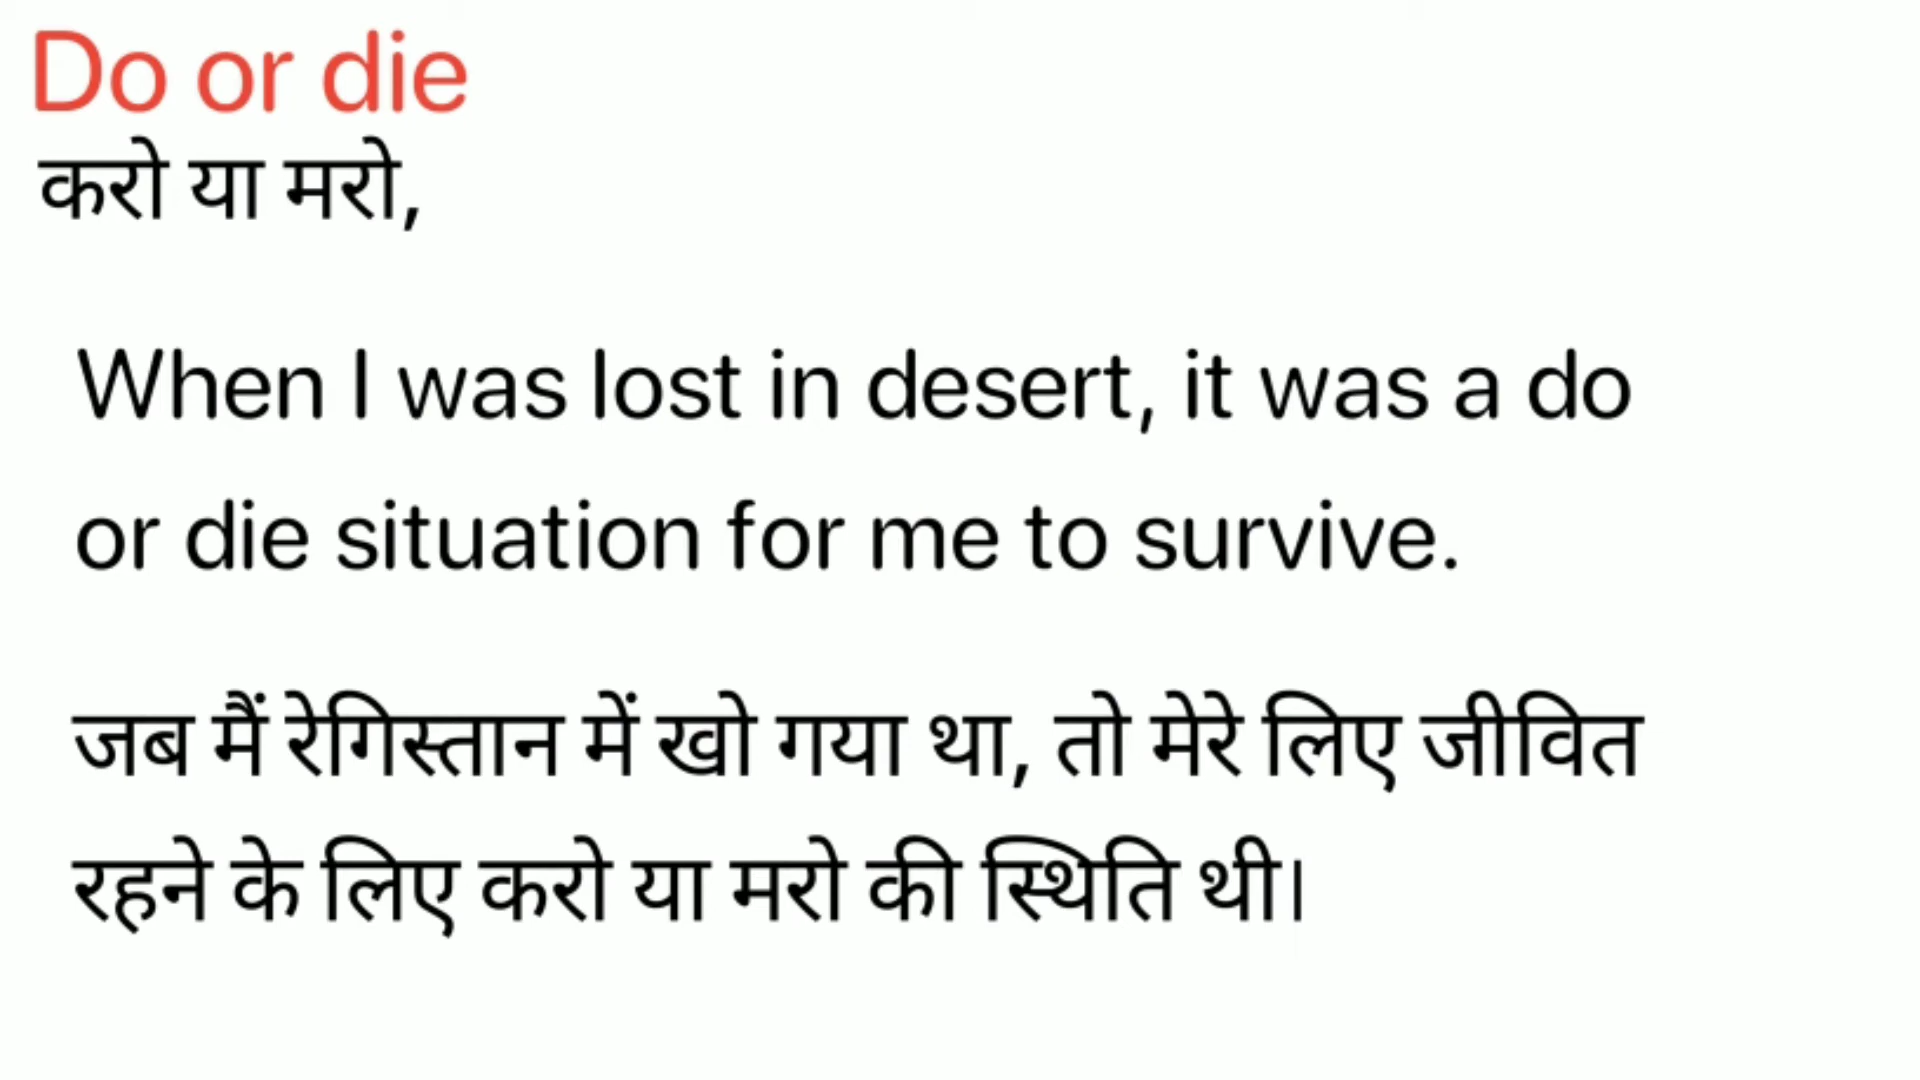 Do or die
करो या मरो,
When I was lost in desert, it was a do
or die situation for me to survive.
जब मैं रेगिस्तान में खो गया था, तो मेरे लिए जीवित
रहने के लिए करो या मरो की स्थिति थी।